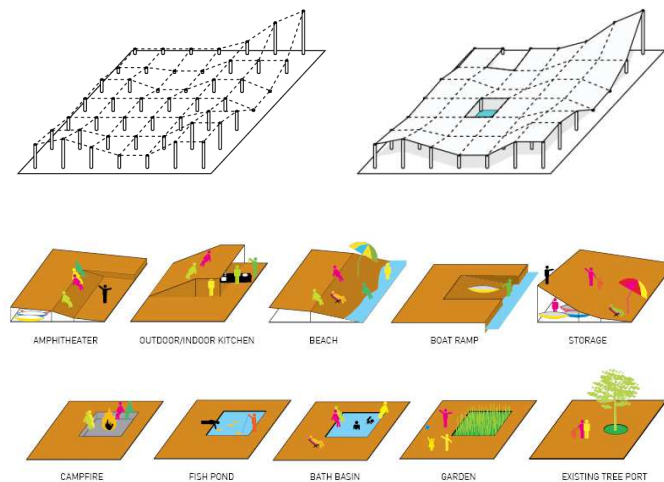 AMPHITHEATER
OUTDOOR/INDOOR KITCHEN
BEACH
BOAT RAMP
STORAGE
CAMPFIRE
FISH POND
BATH BASIN
GARDEN
EXISTING TREE PORT